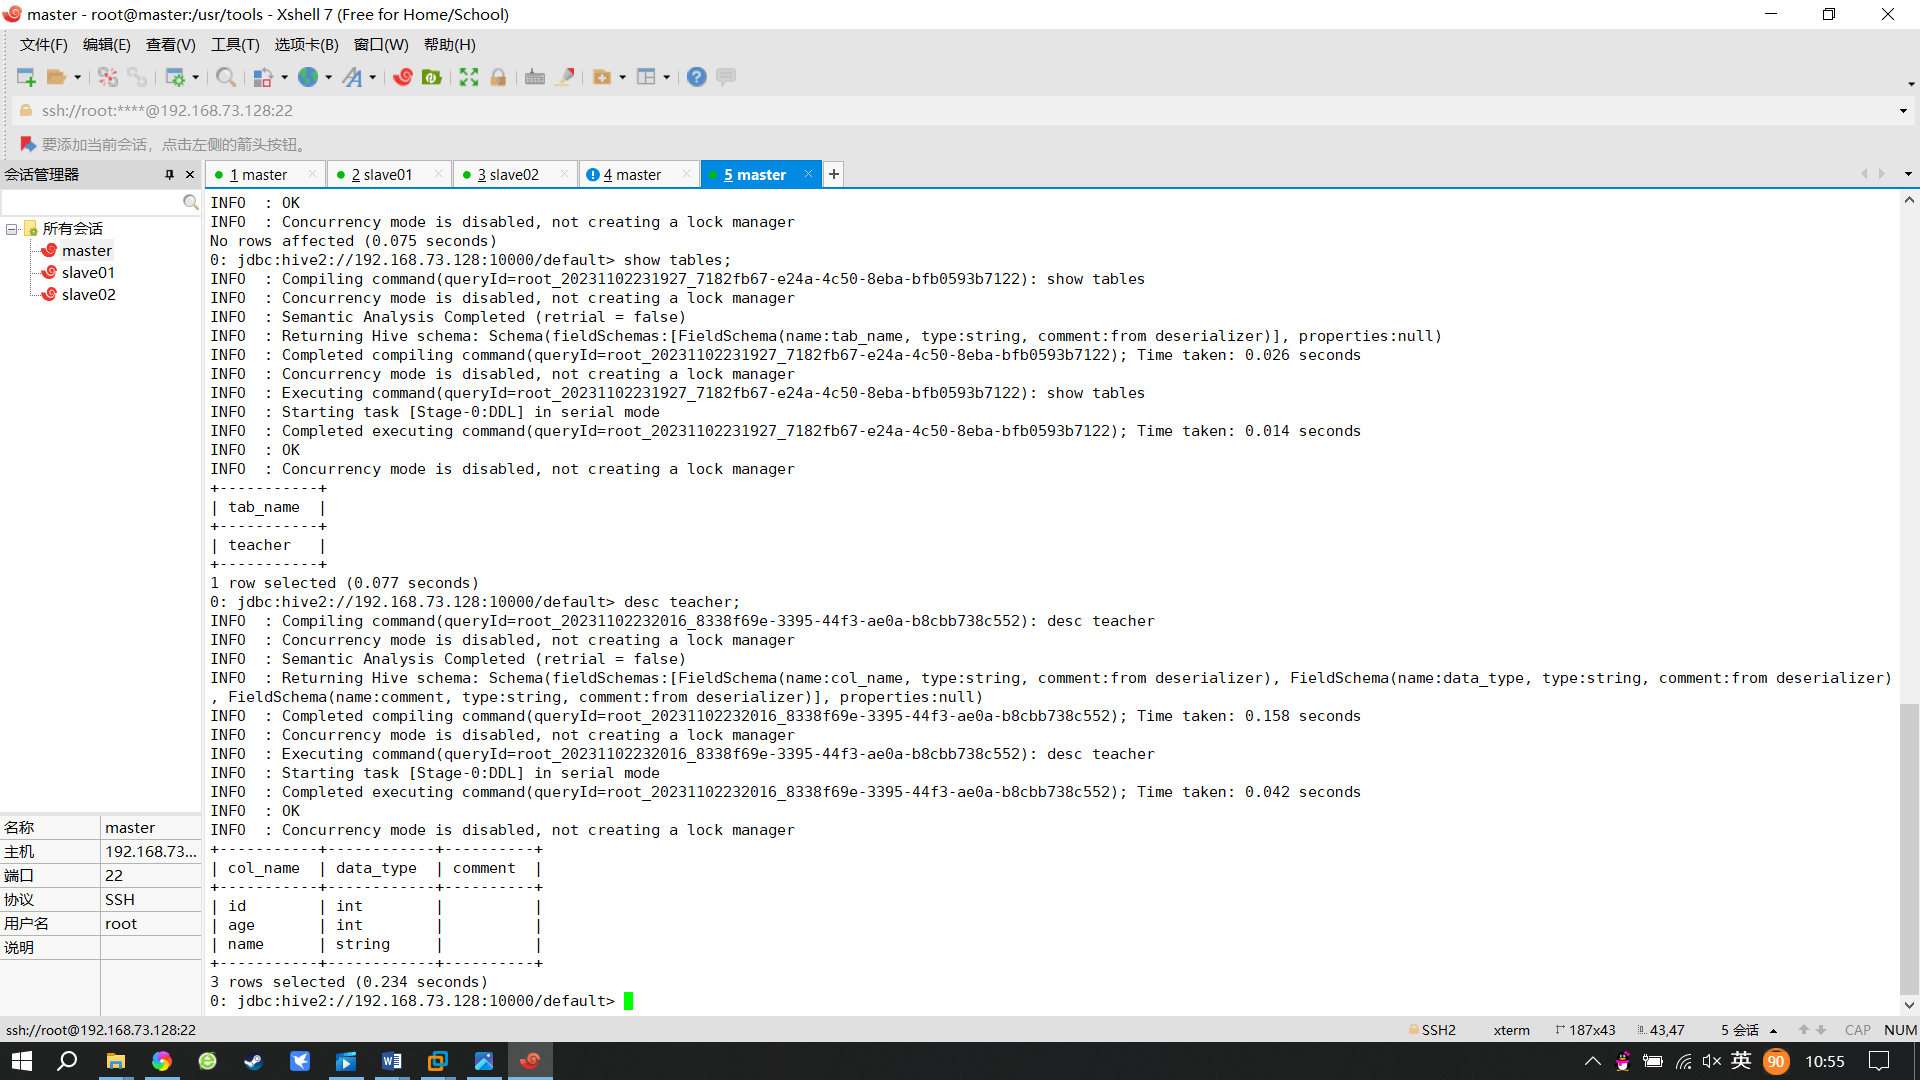 master - root@master:/usr/tools - Xshell 7 (Free for Home/School)
文件(F) 编辑(E) 查看(V) 工具(T) 选项卡(B) 窗口(W) 帮助(H)
ssh://root:****@192.168.73.128:22
要添加当前会话，点击左侧的箭头按钮。
会话管理器
1 master
2 slave01
3 slave02
4 master
5 master
所有会话
master
slave01
slave02
INFO  : OK
INFO  : Concurrency mode is disabled, not creating a lock manager
No rows affected (0.075 seconds)
0: jdbc:hive2://192.168.73.128:10000/default> show tables;
INFO  : Compiling command(queryId=root_20231102231927_7182fb67-e24a-4c50-8eba-bfb0593b7122): show tables
INFO  : Concurrency mode is disabled, not creating a lock manager
INFO  : Semantic Analysis Completed (retrial = false)
INFO  : Returning Hive schema: Schema(fieldSchemas:[FieldSchema(name:tab_name, type:string, comment:from deserializer)], properties:null)
INFO  : Completed compiling command(queryId=root_20231102231927_7182fb67-e24a-4c50-8eba-bfb0593b7122); Time taken: 0.026 seconds
INFO  : Concurrency mode is disabled, not creating a lock manager
INFO  : Executing command(queryId=root_20231102231927_7182fb67-e24a-4c50-8eba-bfb0593b7122): show tables
INFO  : Starting task [Stage-0:DDL] in serial mode
INFO  : Completed executing command(queryId=root_20231102231927_7182fb67-e24a-4c50-8eba-bfb0593b7122); Time taken: 0.014 seconds
INFO  : OK
INFO  : Concurrency mode is disabled, not creating a lock manager
+-----------+
| tab_name  |
+-----------+
| teacher   |
+-----------+
1 row selected (0.077 seconds)
0: jdbc:hive2://192.168.73.128:10000/default> desc teacher;
INFO  : Compiling command(queryId=root_20231102232016_8338f69e-3395-44f3-ae0a-b8cbb738c552): desc teacher
INFO  : Concurrency mode is disabled, not creating a lock manager
INFO  : Semantic Analysis Completed (retrial = false)
INFO  : Returning Hive schema: Schema(fieldSchemas:[FieldSchema(name:col_name, type:string, comment:from deserializer), FieldSchema(name:data_type, type:string, comment:from deserializer)
, FieldSchema(name:comment, type:string, comment:from deserializer)], properties:null)
INFO  : Completed compiling command(queryId=root_20231102232016_8338f69e-3395-44f3-ae0a-b8cbb738c552); Time taken: 0.158 seconds
INFO  : Concurrency mode is disabled, not creating a lock manager
INFO  : Executing command(queryId=root_20231102232016_8338f69e-3395-44f3-ae0a-b8cbb738c552): desc teacher
INFO  : Starting task [Stage-0:DDL] in serial mode
INFO  : Completed executing command(queryId=root_20231102232016_8338f69e-3395-44f3-ae0a-b8cbb738c552); Time taken: 0.042 seconds
INFO  : OK
INFO  : Concurrency mode is disabled, not creating a lock manager
+-----------+------------+----------+
| col_name  | data_type  | comment  |
+-----------+------------+----------+
| id        | int        |          |
| age       | int        |          |
| name      | string     |          |
+-----------+------------+----------+
3 rows selected (0.234 seconds)
0: jdbc:hive2://192.168.73.128:10000/default>
名称 master
主机 192.168.73...
端口 22
协议 SSH
用户名 root
说明
ssh://root@192.168.73.128:22
SSH2 xterm 187x43 43,47 5 会话 CAP NUM
英 90 10:55